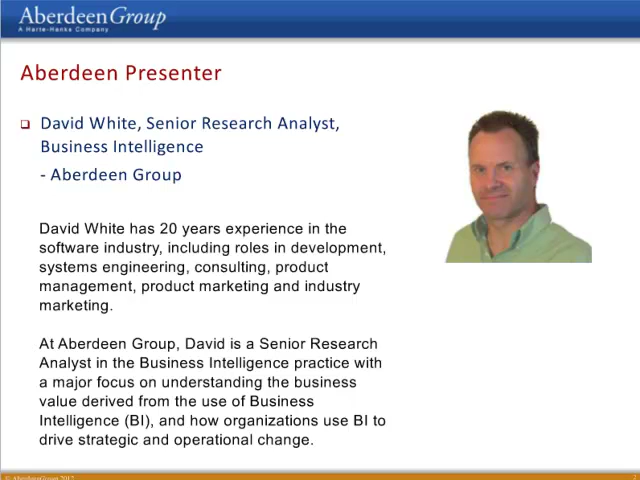 AberdeenGroup
A Harte-Hanks Company
Aberdeen Presenter
David White, Senior Research Analyst,
Business Intelligence
- Aberdeen Group
David White has 20 years experience in the
software industry, including roles in development,
systems engineering, consulting, product
management, product marketing and industry
marketing.
At Aberdeen Group, David is a Senior Research
Analyst in the Business Intelligence practice with
a major focus on understanding the business
value derived from the use of Business
Intelligence (BI), and how organizations use BI to
drive strategic and operational change.
© AberdeenGroup 2012
2